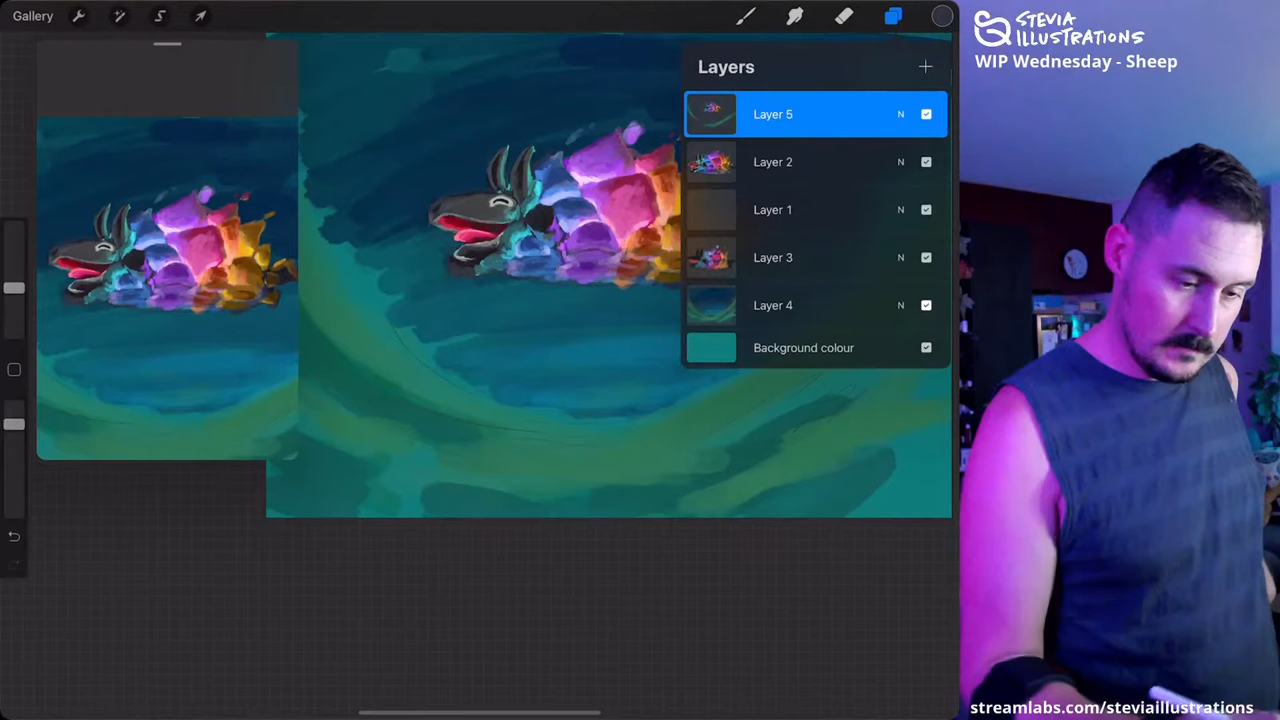 Gallery
Layers
Layer 5 N
Layer 2 N
Layer 1 N
Layer 3 N
Layer 4 N
Background colour
STEVIA
ILLUSTRATIONS
WIP Wednesday - Sheep
streamlabs.com/steviaillustrations